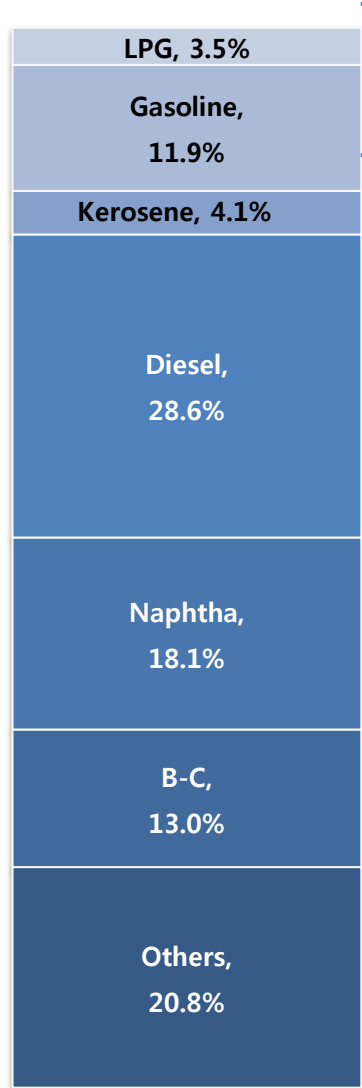 LPG, 3.5%
Gasoline,
11.9%
Kerosene, 4.1%
Diesel,
28.6%
Naphtha,
18.1%
B-C,
13.0%
Others,
20.8%